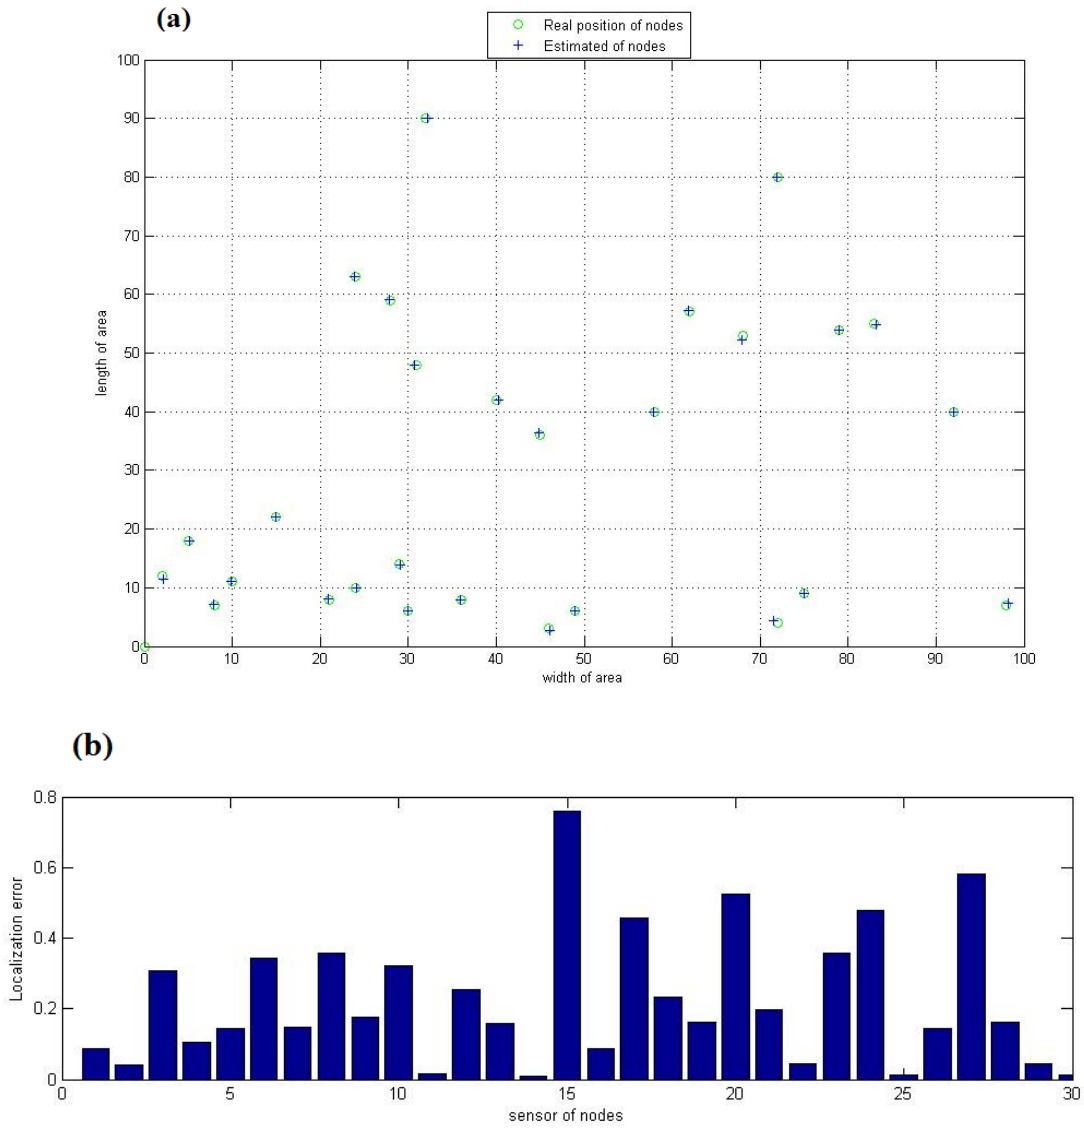 (a)
Real position of nodes
Estimated of nodes
100
90
80
70
60
50
40
30
20
10
0
length of area
0 10 20 30 40 50 60 70 80 90 100
width of area
(b)
0.8
0.6
0.4
0.2
0
Localization error
0 5 10 15 20 25 30
sensor of nodes